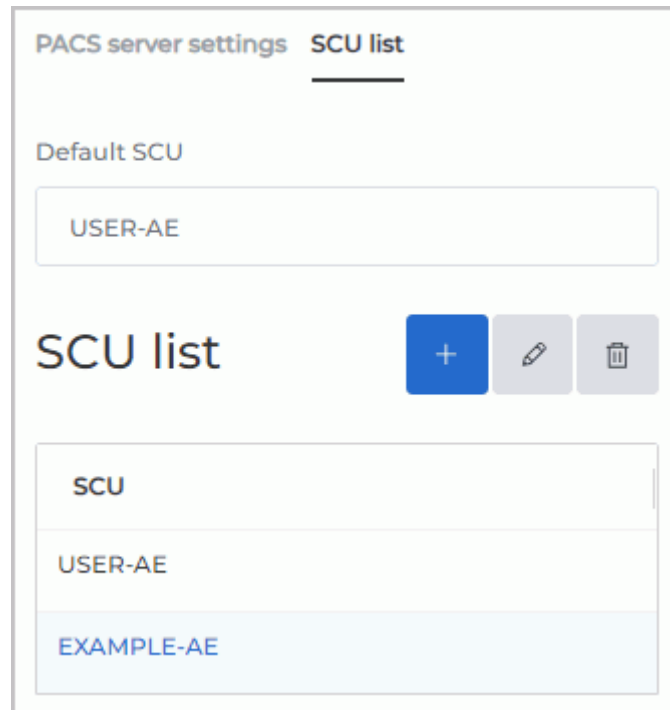 PACS server settings SCU list
Default SCU
USER-AE
SCU list
SCU
USER-AE
EXAMPLE-AE